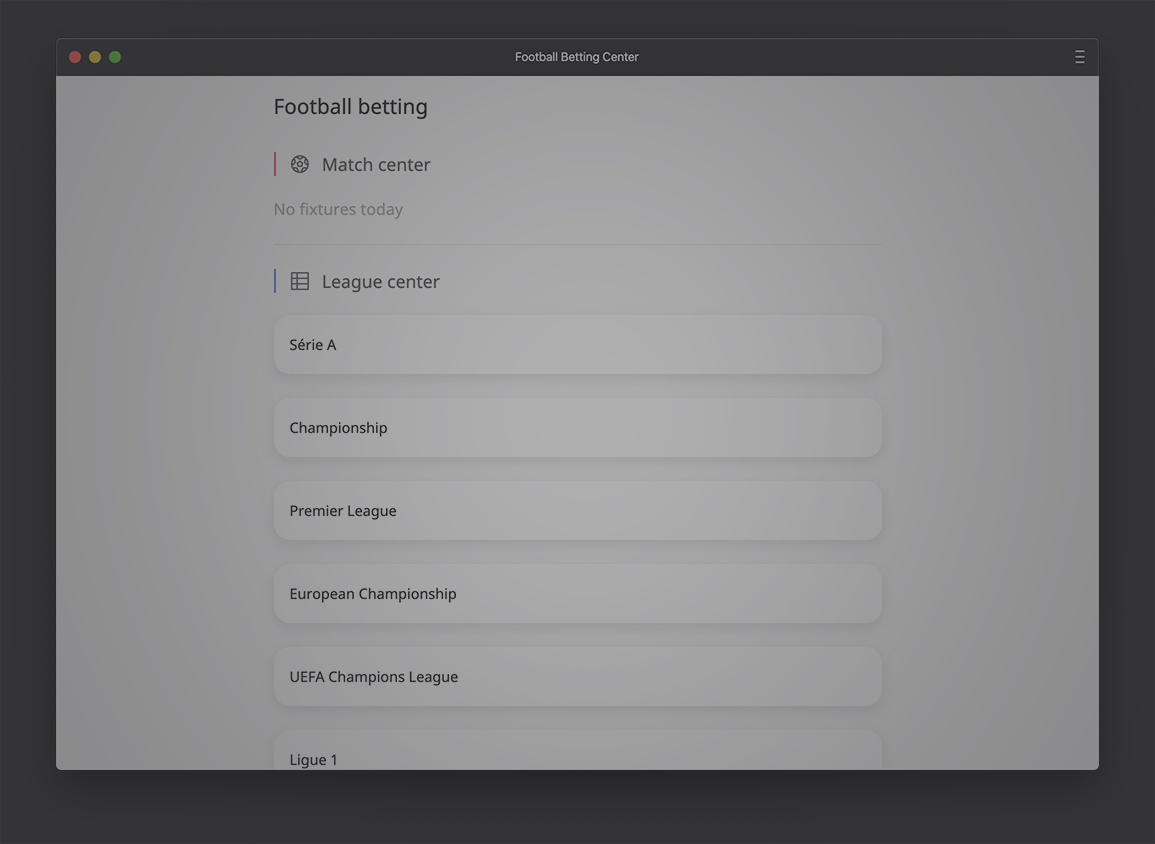 Football Betting Center
Football betting
Match center
No fixtures today
League center
Série A
Championship
Premier League
European Championship
UEFA Champions League
Ligue 1